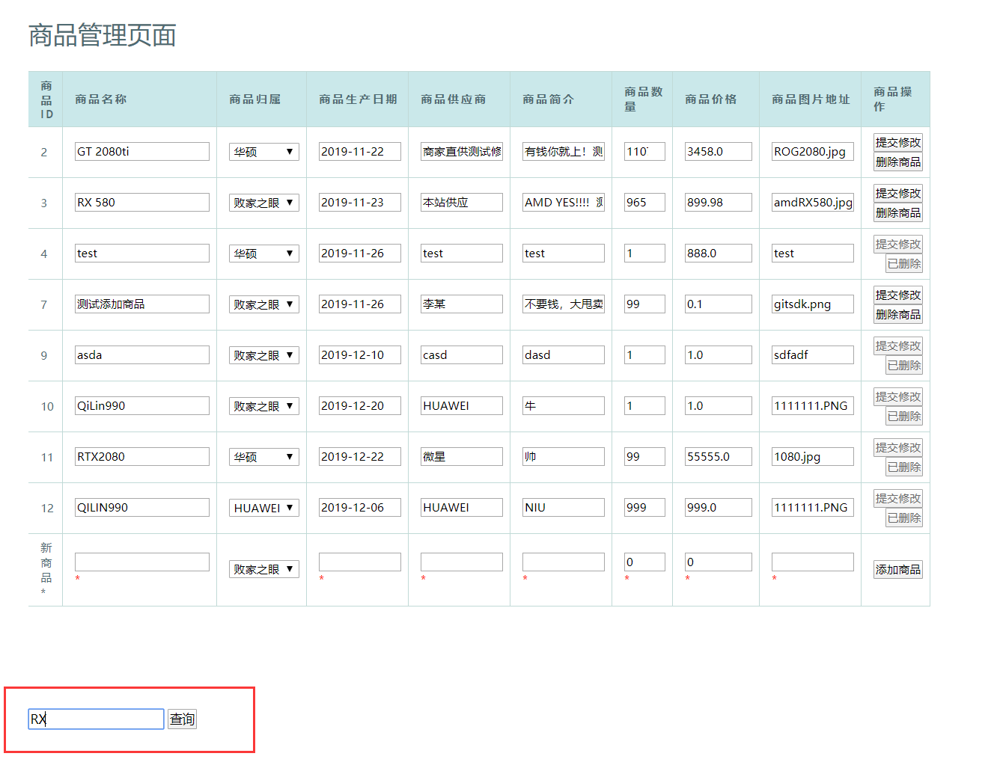 商品管理页面
商品ID 商品名称 商品归属 商品生产日期 商品供应商 商品简介 商品数量 商品价格 商品图片地址 商品操作
2 GT 2080ti 华硕 2019-11-22 商家直供测试修 有钱你就上！测 110 3458.0 ROG2080.jpg 提交修改 删除商品
3 RX 580 败家之眼 2019-11-23 本站供应 AMD YES!!!! 899.98 965 amdRX580.jpg 提交修改 删除商品
4 test 华硕 2019-11-26 test test 1 888.0 test 提交修改 已删除
7 测试添加商品 败家之眼 2019-11-26 李某 不要钱，大甩卖 99 0.1 gitsdk.png 提交修改 删除商品
9 asda 败家之眼 2019-12-10 casd dasd 1 1.0 sdfadf 提交修改 已删除
10 QiLin990 败家之眼 2019-12-20 HUAWEI 牛 1 1.0 1111111.PNG 提交修改 已删除
11 RTX2080 华硕 2019-12-22 微星 帅 99 55555.0 1080.jpg 提交修改 已删除
12 QILIN990 HUAWEI 2019-12-06 HUAWEI NIU 999 999.0 1111111.PNG 提交修改 已删除
新商品* * 败家之眼 * * * 0 * 0 * * 添加商品
RX 查询